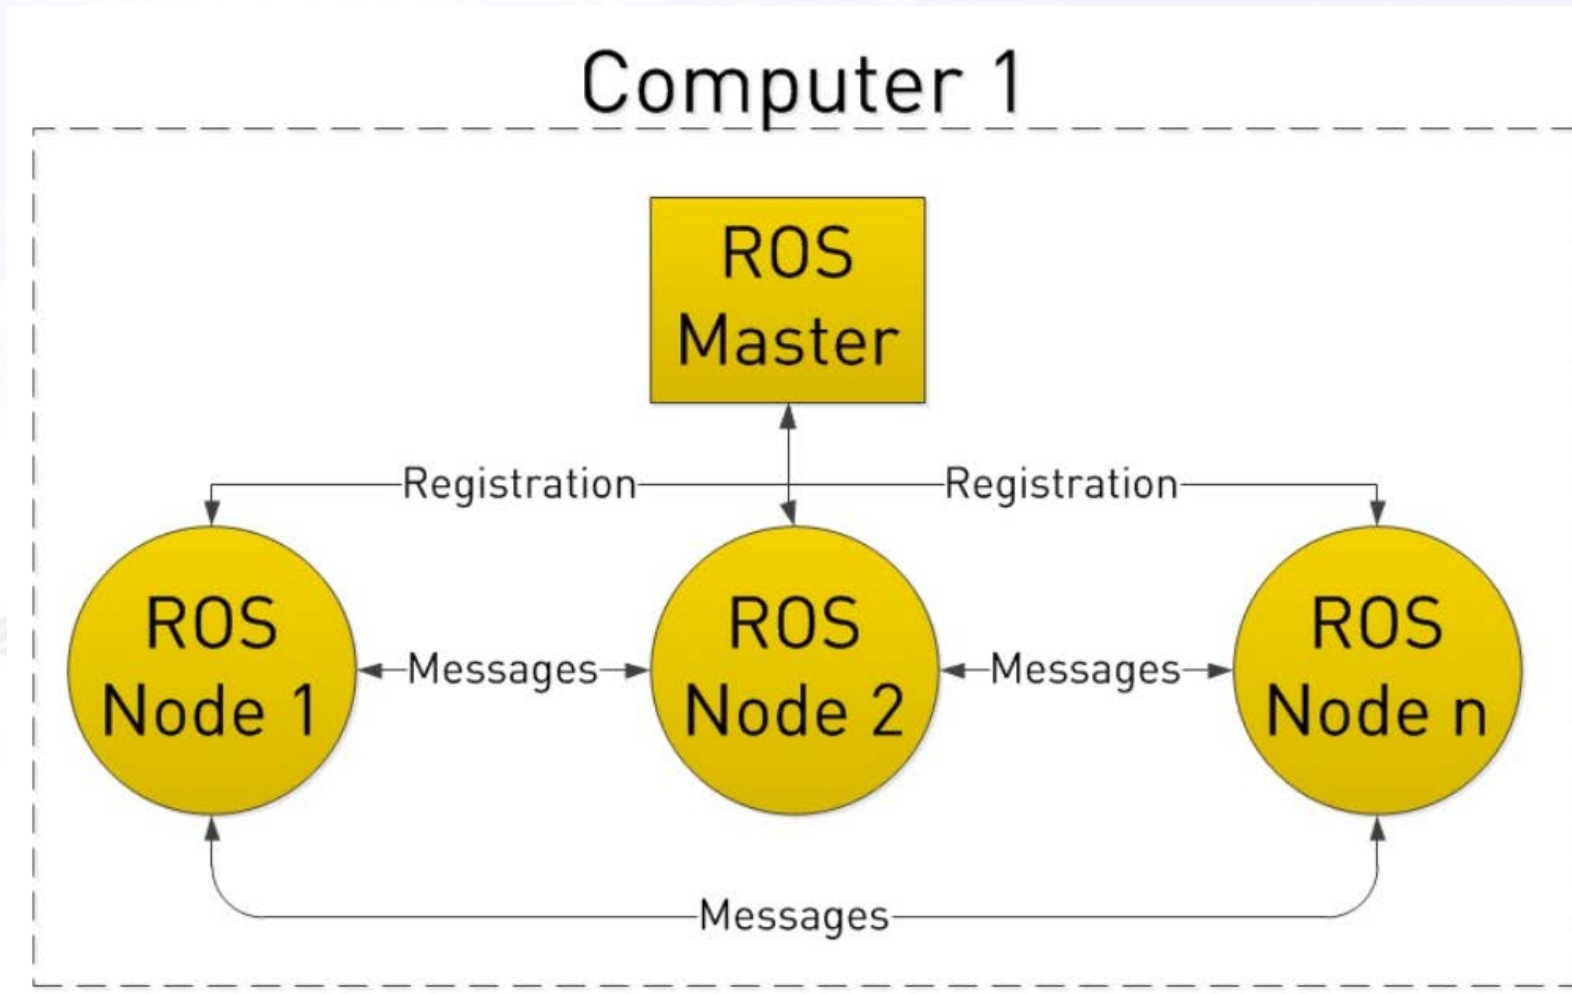 Computer 1
ROS
Master
Registration
Registration
ROS
Node 1
Messages
ROS
Node 2
Messages
ROS
Node n
Messages